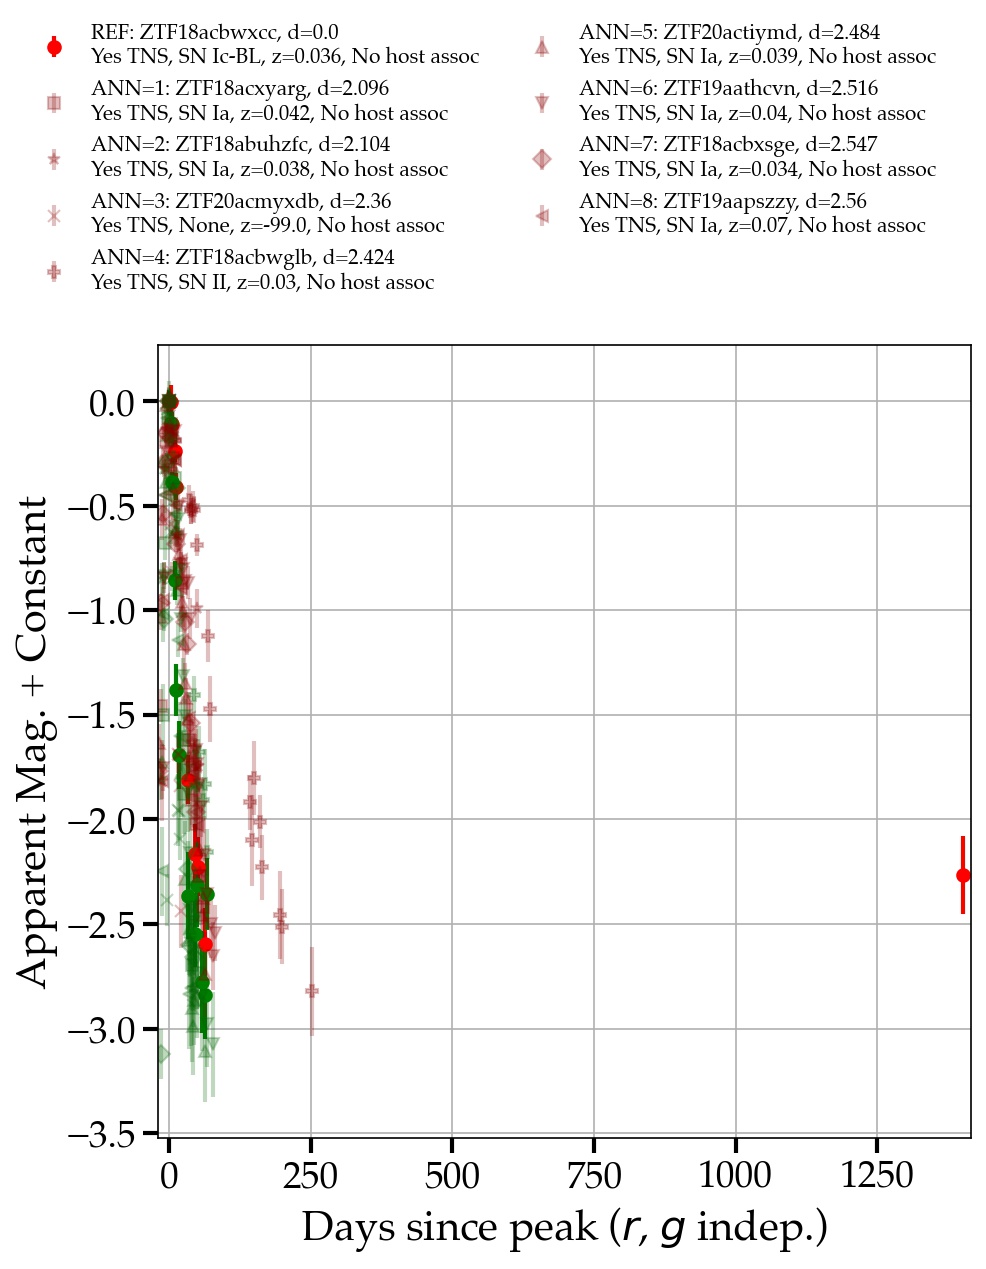 REF: ZTF18acbwxcc, d=0.0
Yes TNS, SN Ic-BL, z=0.036, No host assoc
ANN=1: ZTF18acxyarg, d=2.096
Yes TNS, SN Ia, z=0.042, No host assoc
ANN=2: ZTF18abuhzfc, d=2.104
Yes TNS, SN Ia, z=0.038, No host assoc
ANN=3: ZTF20acmyxdb, d=2.36
Yes TNS, None, z=-99.0, No host assoc
ANN=4: ZTF18acbwglb, d=2.424
Yes TNS, SN II, z=0.03, No host assoc
ANN=5: ZTF20actiymd, d=2.484
Yes TNS, SN Ia, z=0.039, No host assoc
ANN=6: ZTF19aathcvn, d=2.516
Yes TNS, SN Ia, z=0.04, No host assoc
ANN=7: ZTF18acbxsge, d=2.547
Yes TNS, SN Ia, z=0.034, No host assoc
ANN=8: ZTF19aapszzy, d=2.56
Yes TNS, SN Ia, z=0.07, No host assoc
Apparent Mag. + Constant
0.0
−0.5
−1.0
−1.5
−2.0
−2.5
−3.0
−3.5
0 250 500 750 1000 1250
Days since peak (r, g indep.)